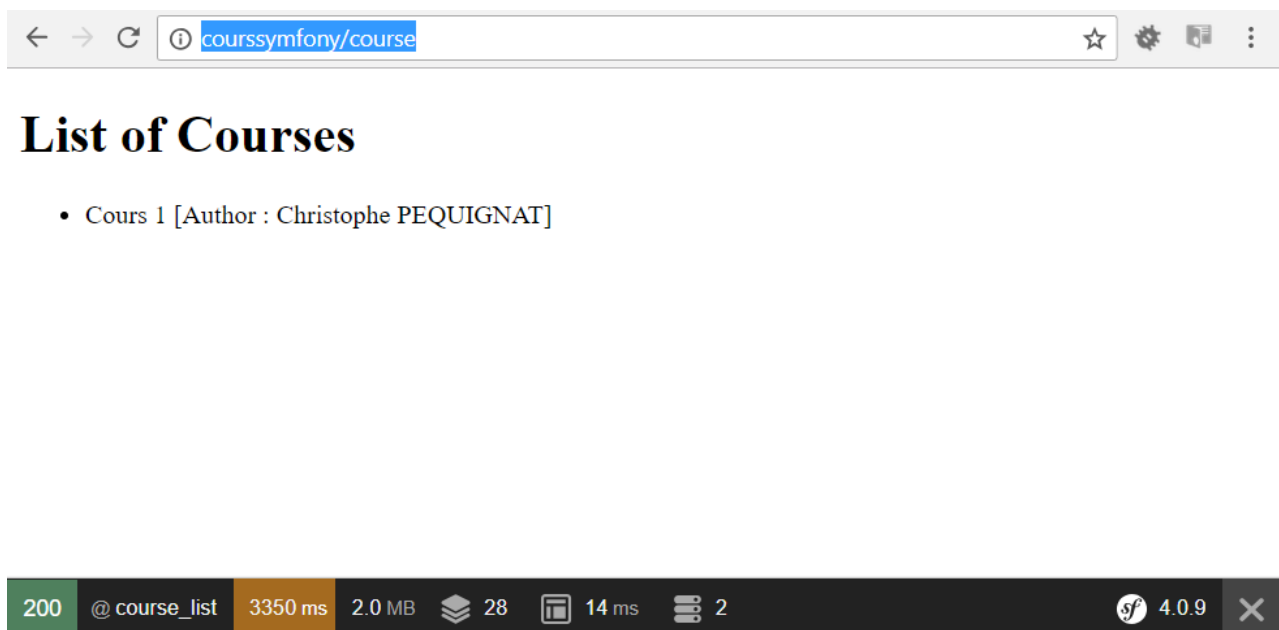 courssymfony/course
List of Courses
• Cours 1 [Author : Christophe PEQUIGNAT]
200 @ course_list 3350 ms 2.0 MB 28 14 ms 2 sf 4.0.9